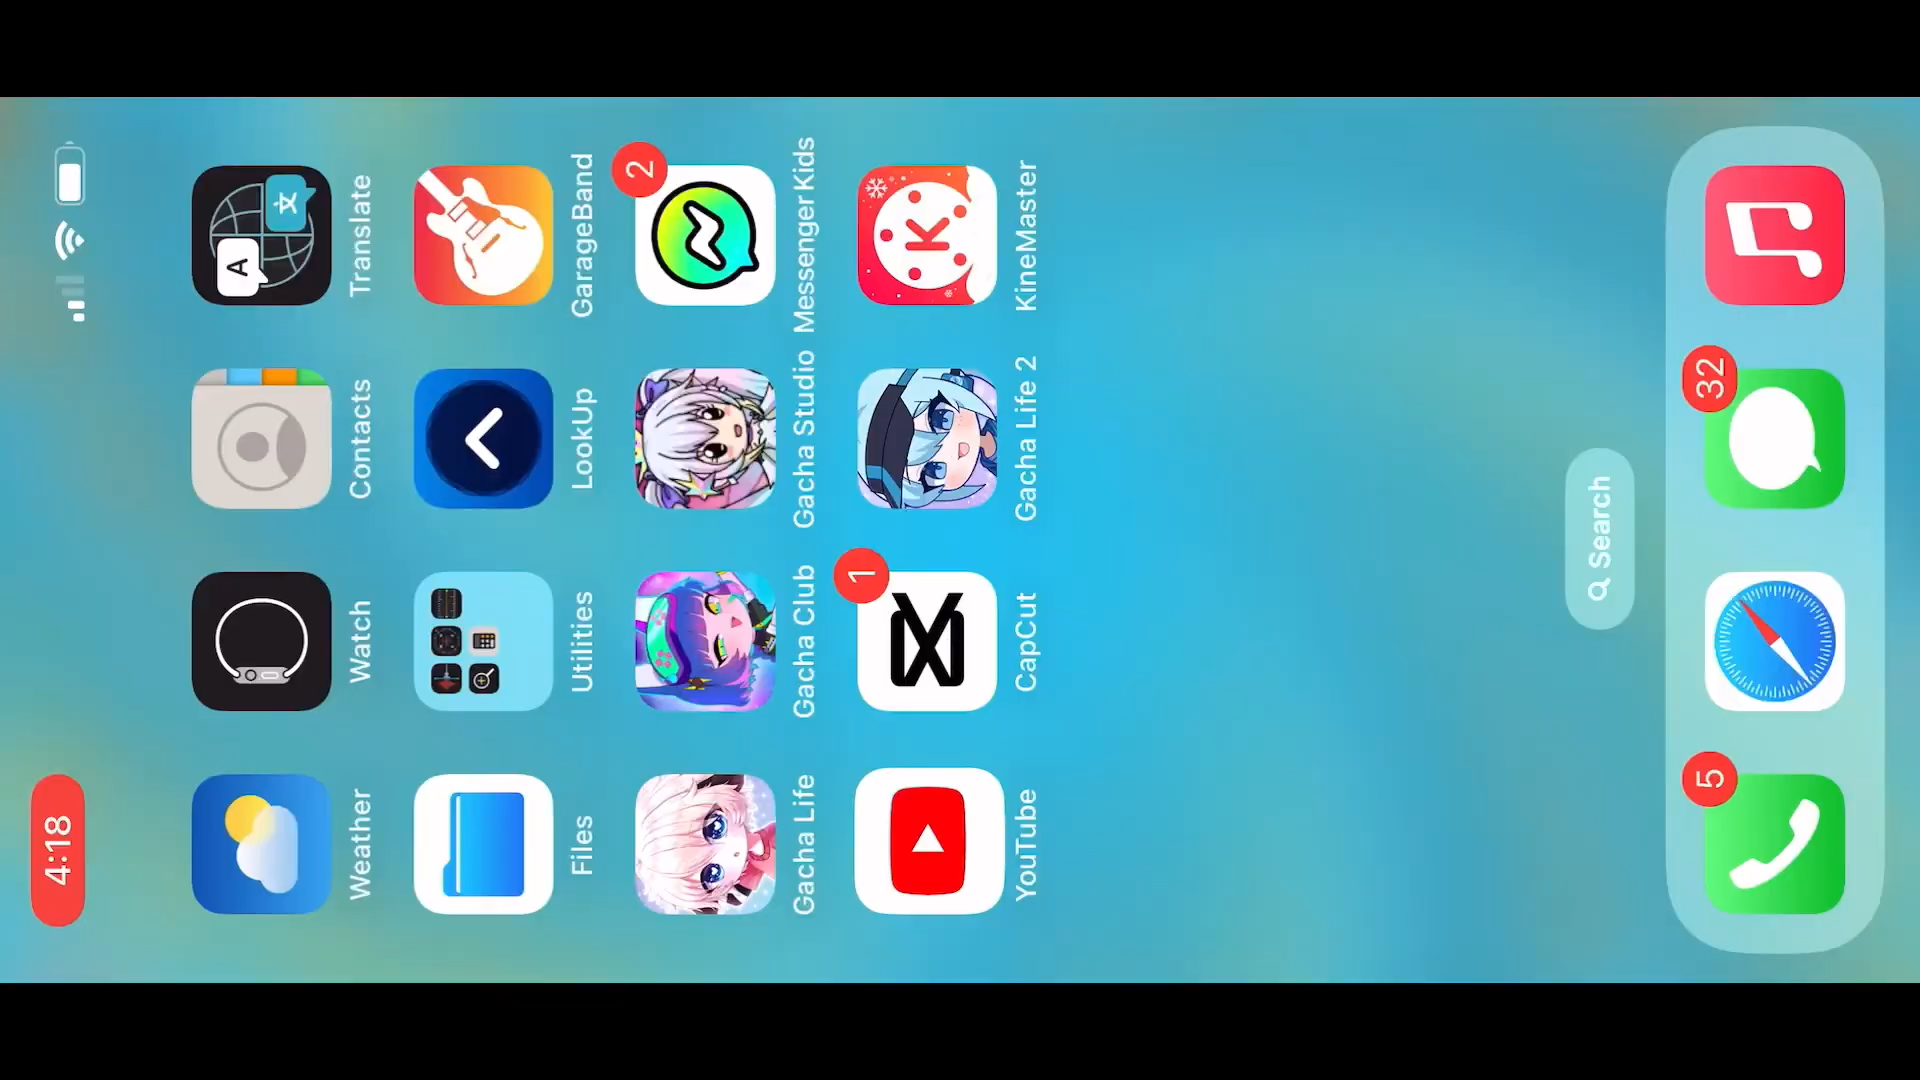 4:18
Weather
Watch
Contacts
A
文
Translate
Files
Utilities
LookUp
GarageBand
2
Gacha Life
Gacha Club
Gacha Studio
Messenger Kids
1
K
YouTube
CapCut
Gacha Life 2
KineMaster
Search
5
32